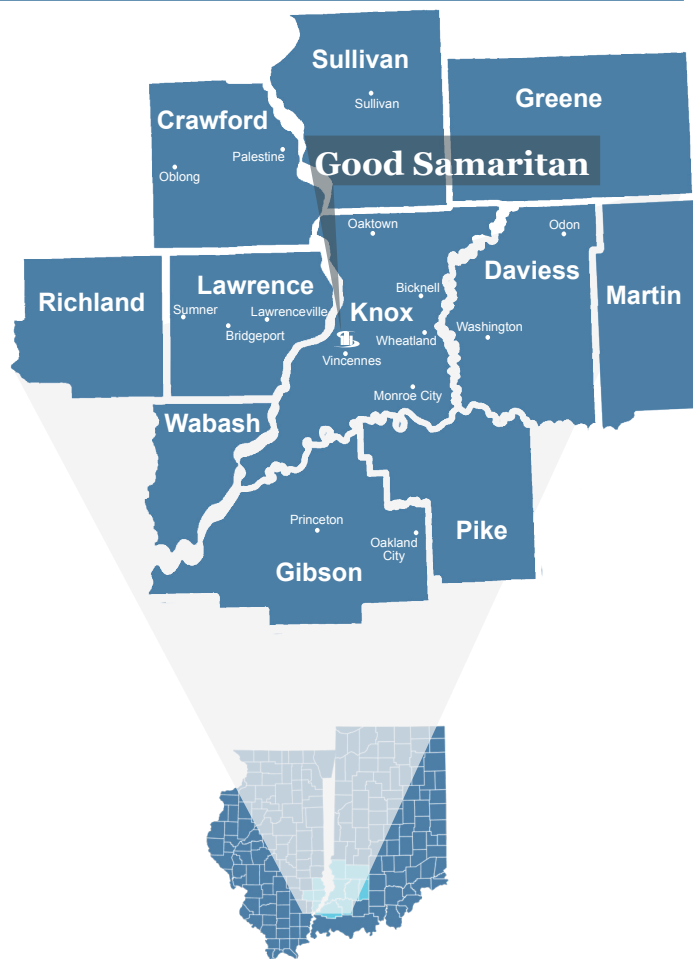 Sullivan
Sullivan
Greene
Crawford
Palestine
Oblong
Good Samaritan
Oaktown
Odon
Daviess
Martin
Richland
Lawrence
Sumner
Lawrenceville
Bridgeport
Bicknell
Knox
Wheatland
Washington
Vincennes
Monroe City
Wabash
Princeton
Oakland
City
Pike
Gibson